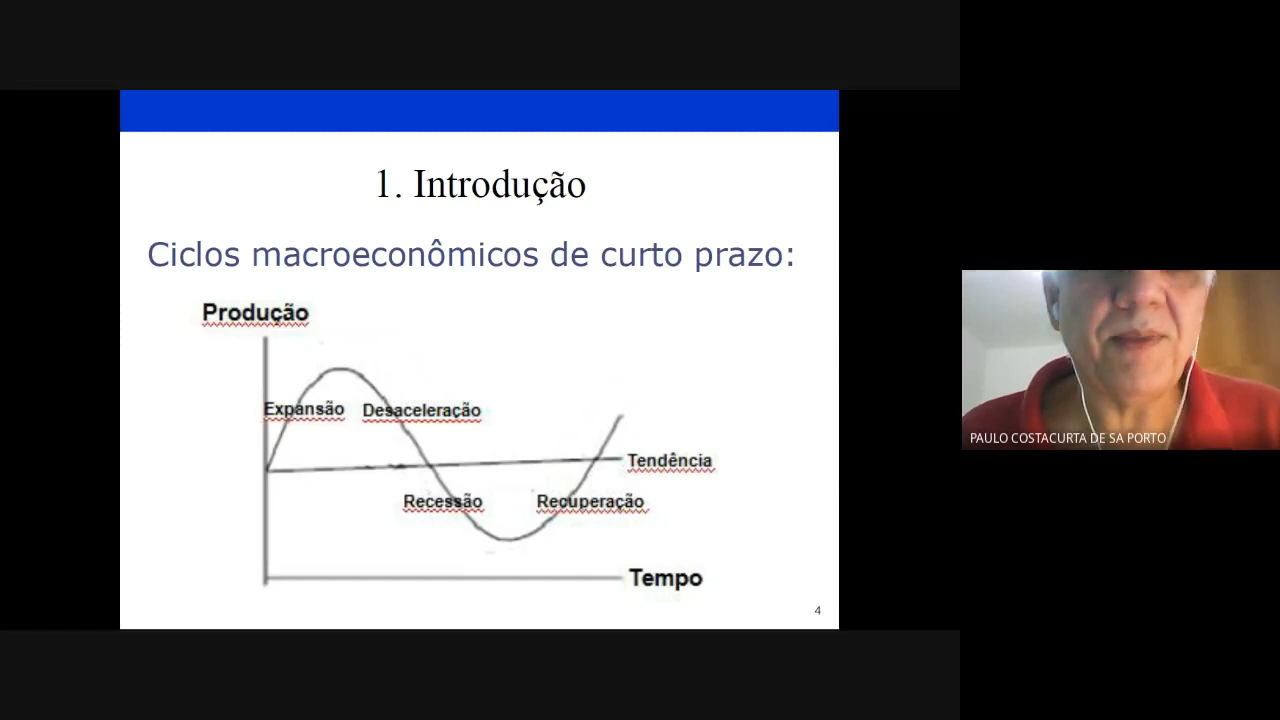 1. Introdução
Ciclos macroeconômicos de curto prazo:
Produção
Expansão Desaceleração
Tendência
Recessão Recuperação
Tempo
4
PAULO COSTACURTA DE SA PORTO